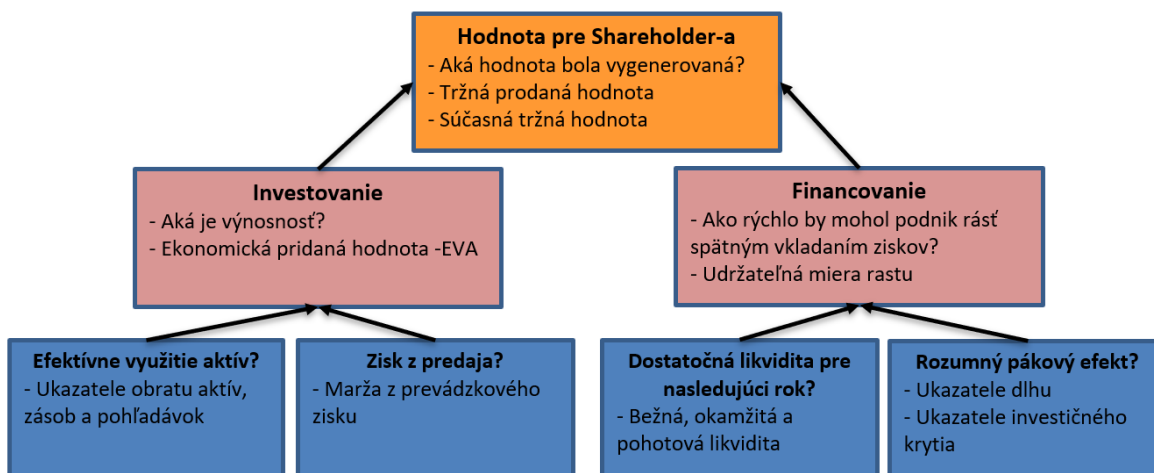 Hodnota pre Shareholder-a
- Aká hodnota bola vygenerovaná?
- Tržná prodaná hodnota
- Súčasná tržná hodnota
Investovanie
- Aká je výnosnosť?
- Ekonomická pridaná hodnota -EVA
Financovanie
- Ako rýchlo by mohol podnik rásť
spätným vkladaním ziskov?
- Udržateľná miera rastu
Efektívne využitie aktív?
- Ukazatele obratu aktív,
zásob a pohľadávok
Zisk z predaja?
- Marža z prevádzkového
zisku
Dostatočná likvidita pre
nasledujúci rok?
- Bežná, okamžitá a
pohotová likvidita
Rozumný pákový efekt?
- Ukazatele dlhu
- Ukazatele investičného
krytia